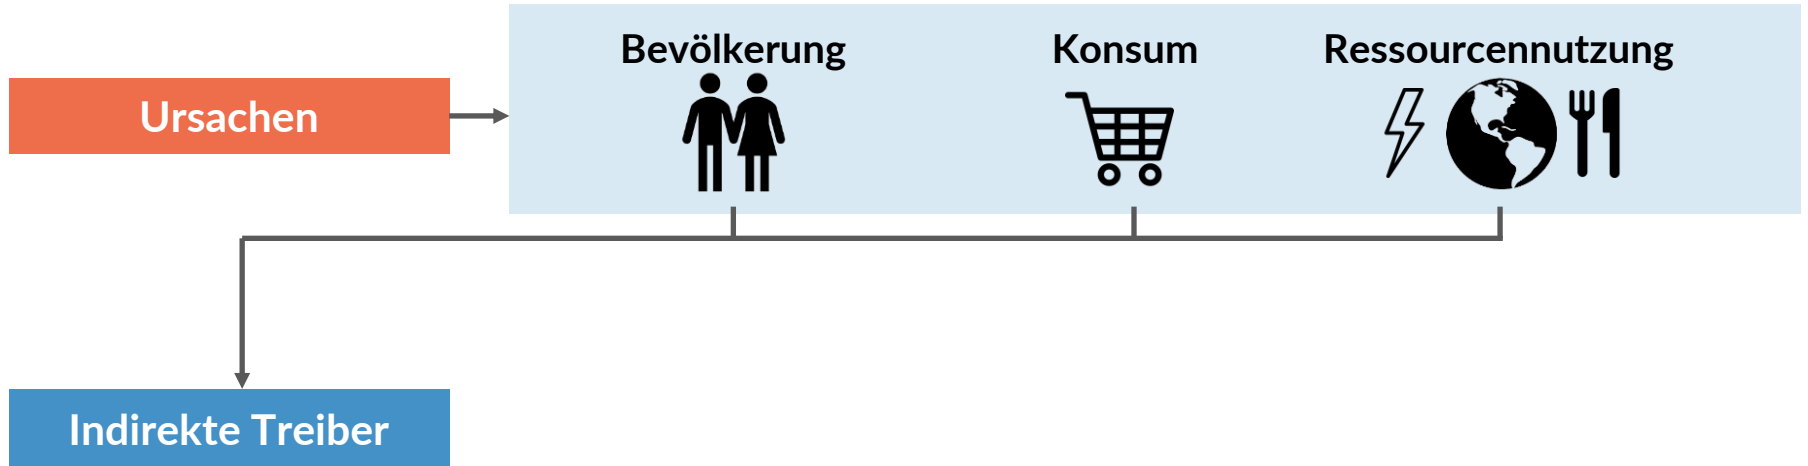 Bevölkerung
Konsum
Ressourcennutzung
Ursachen
Indirekte Treiber